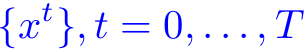 {x^t}, t = 0, . . . , T